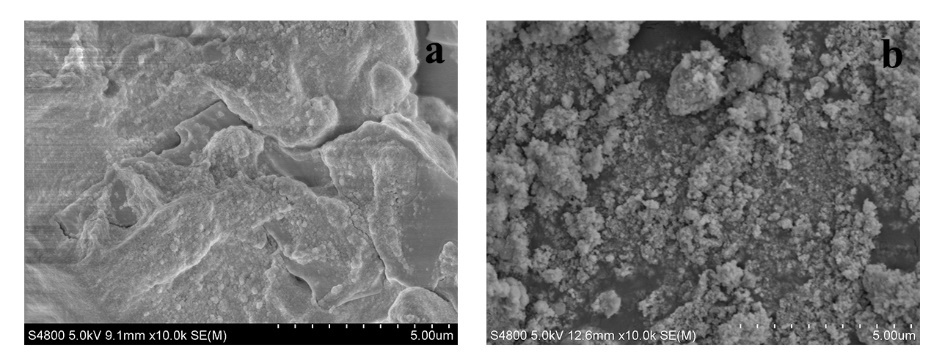 a
b
S4800 5.0kV 9.1mm x10.0k SE(M) 5.00um
S4800 5.0kV 12.6mm x10.0k SE(M) 5.00um